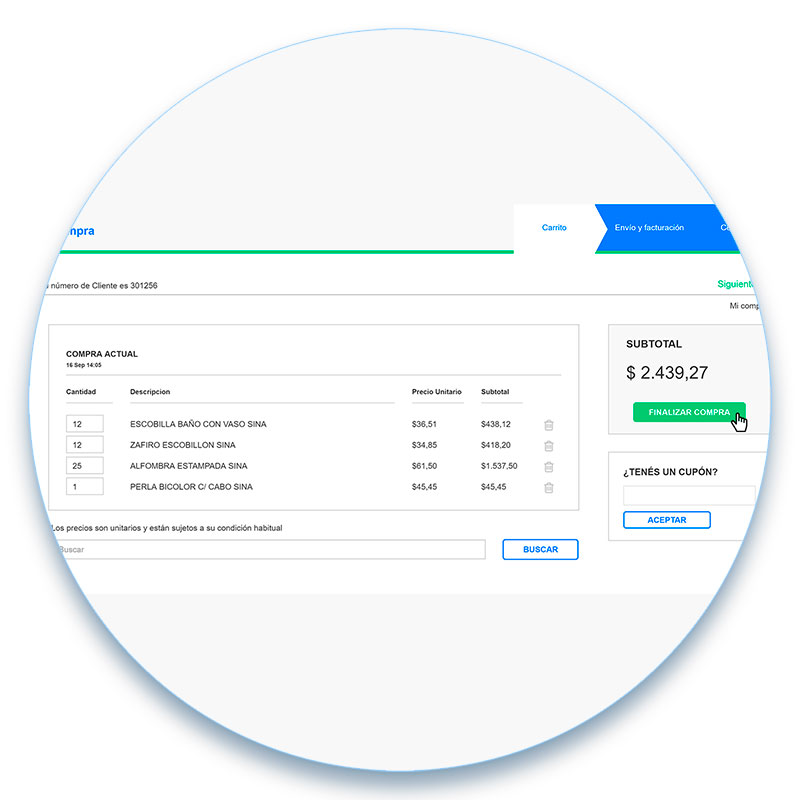 mpra
Carrito
Envío y facturación
número de Cliente es 301256
Mi
COMPRA ACTUAL
16 Sep 14:05
Cantidad Descripcion Precio Unitario Subtotal
12 ESCOBILLA BAÑO CON VASO SINA $36,51 $438,12
12 ZAFIRO ESCOBILLON SINA $34,85 $418,20
25 ALFOMBRA ESTAMPADA SINA $61,50 $1.537,50
1 PERLA BICOLOR C/ CABO SINA $45,45 $45,45
SUBTOTAL
$ 2.439,27
FINALIZAR COMPRA
¿TENÉS UN CUPÓN?
ACEPTAR
Los precios son unitarios y están sujetos a su condición habitual
Buscar
BUSCAR